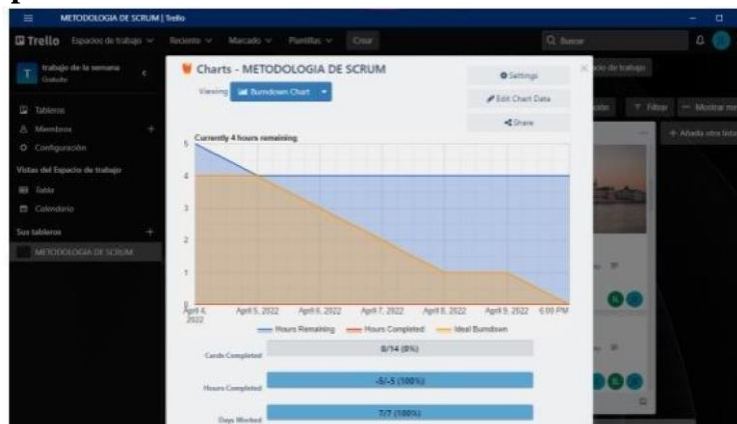 METODOLOGIA DE SCRUM | Trello
Trello Espacios de trabajo Reciente Marcado Plantillas Crear Buscar
T trabajo de la semana
Gratuito
Tableros
Miembros +
Configuración
Vistas del Espacio de trabajo
Tabla
Calendario
Sus tableros +
METODOLOGIA DE SCRUM
Charts - METODOLOGIA DE SCRUM
Viewing Burndown Chart
Settings
Edit Chart Data
Share
Currently 4 hours remaining
5
4
3
2
1
0
April 4, 2022 April 5, 2022 April 6, 2022 April 7, 2022 April 8, 2022 April 9, 2022 6:00 PM
Hours Remaining Hours Completed Ideal Burndown
Cards Completed 0/14 (0%)
Hours Completed -5/-5 (100%)
Days Worked 7/7 (100%)
de trabajo
Filtrar Mostrar
+ Añada otra lista